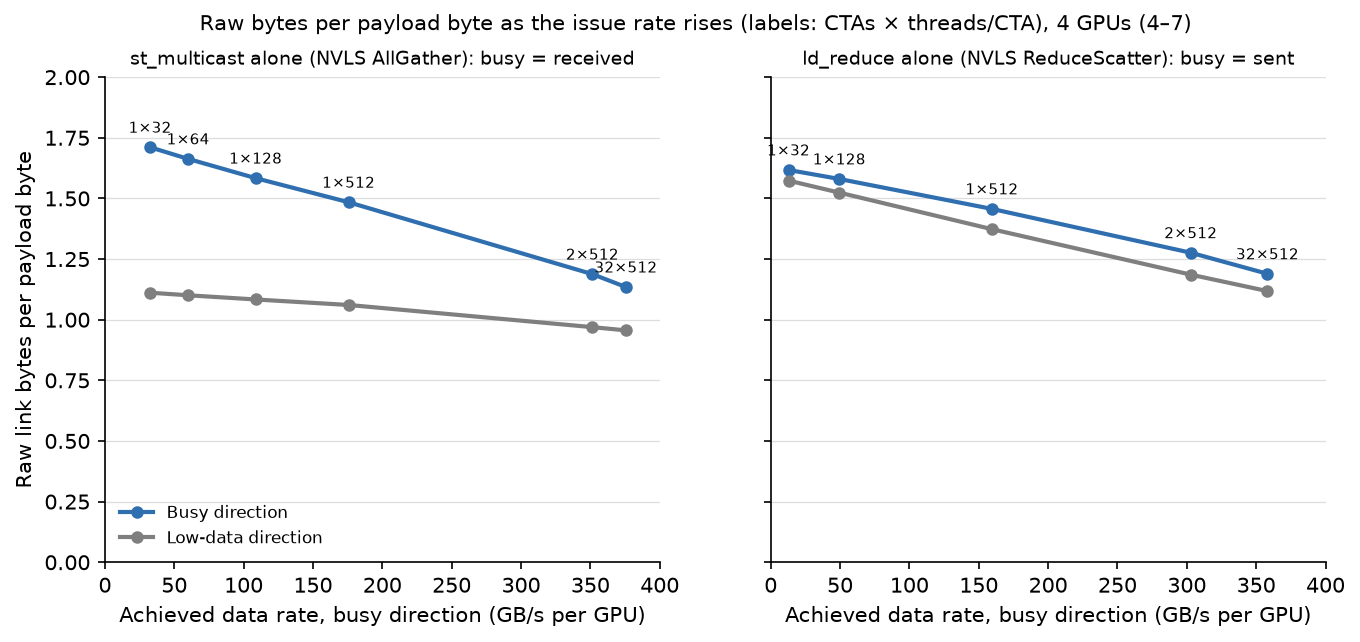 Raw bytes per payload byte as the issue rate rises (labels: CTAs × threads/CTA), 4 GPUs (4–7)
st_multicast alone (NVLS AllGather): busy = received
2.00
1.75
1.50
1.25
1.00
0.75
0.50
0.25
0.00
Raw link bytes per payload byte
1×32
1×64
1×128
1×512
2×512
32×512
Busy direction
Low-data direction
0 50 100 150 200 250 300 350 400
Achieved data rate, busy direction (GB/s per GPU)
ld_reduce alone (NVLS ReduceScatter): busy = sent
1×32
1×128
1×512
2×512
32×512
0 50 100 150 200 250 300 350 400
Achieved data rate, busy direction (GB/s per GPU)